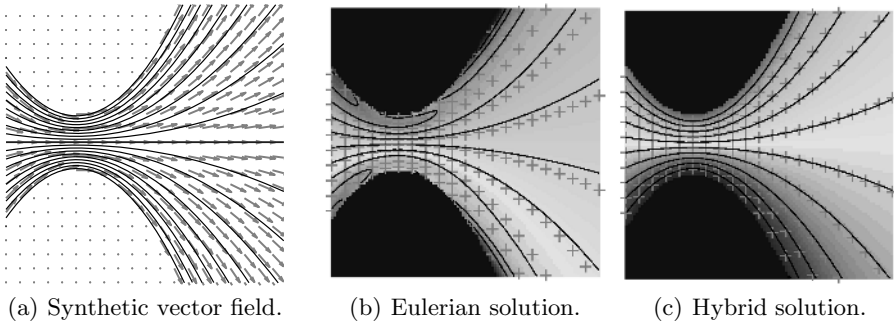 (a) Synthetic vector field. (b) Eulerian solution. (c) Hybrid solution.